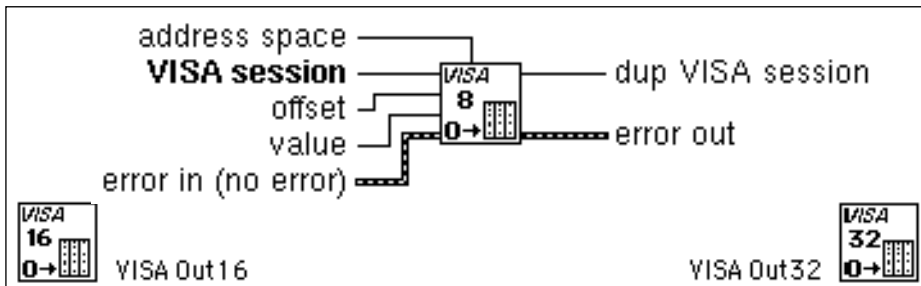 address space
VISA session
offset
value
error in (no error)
VISA
8
0→
dup VISA session
error out
VISA
16
0→
VISA Out16
VISA Out32
VISA
32
0→